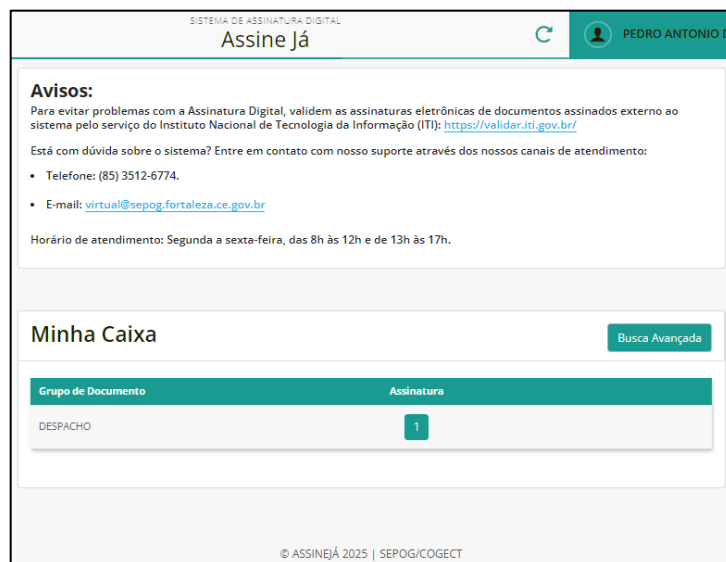 SISTEMA DE ASSINATURA DIGITAL
Assine Já
PEDRO ANTONIO D
Avisos:
Para evitar problemas com a Assinatura Digital, validem as assinaturas eletrônicas de documentos assinados externo ao
sistema pelo serviço do Instituto Nacional de Tecnologia da Informação (ITI): https://validar.iti.gov.br/
Está com dúvida sobre o sistema? Entre em contato com nosso suporte através dos nossos canais de atendimento:
• Telefone: (85) 3512-6774.
• E-mail: virtual@sepog.fortaleza.ce.gov.br
Horário de atendimento: Segunda a sexta-feira, das 8h às 12h e de 13h às 17h.
Minha Caixa
Busca Avançada
Grupo de Documento Assinatura
DESPACHO 1
© ASSINEJÁ 2025 | SEPOG/COGECT